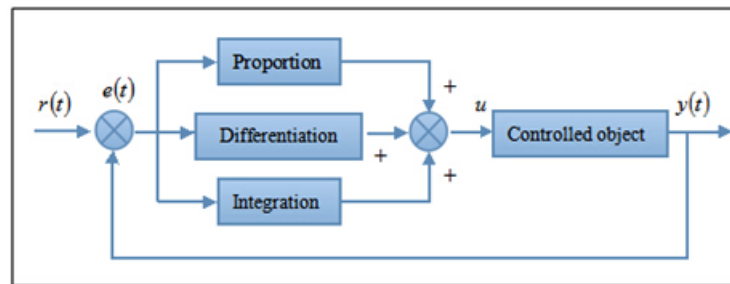 Proportion
r(t)
e(t)
+
u
y(t)
Differentiation
+
Controlled object
Integration
+